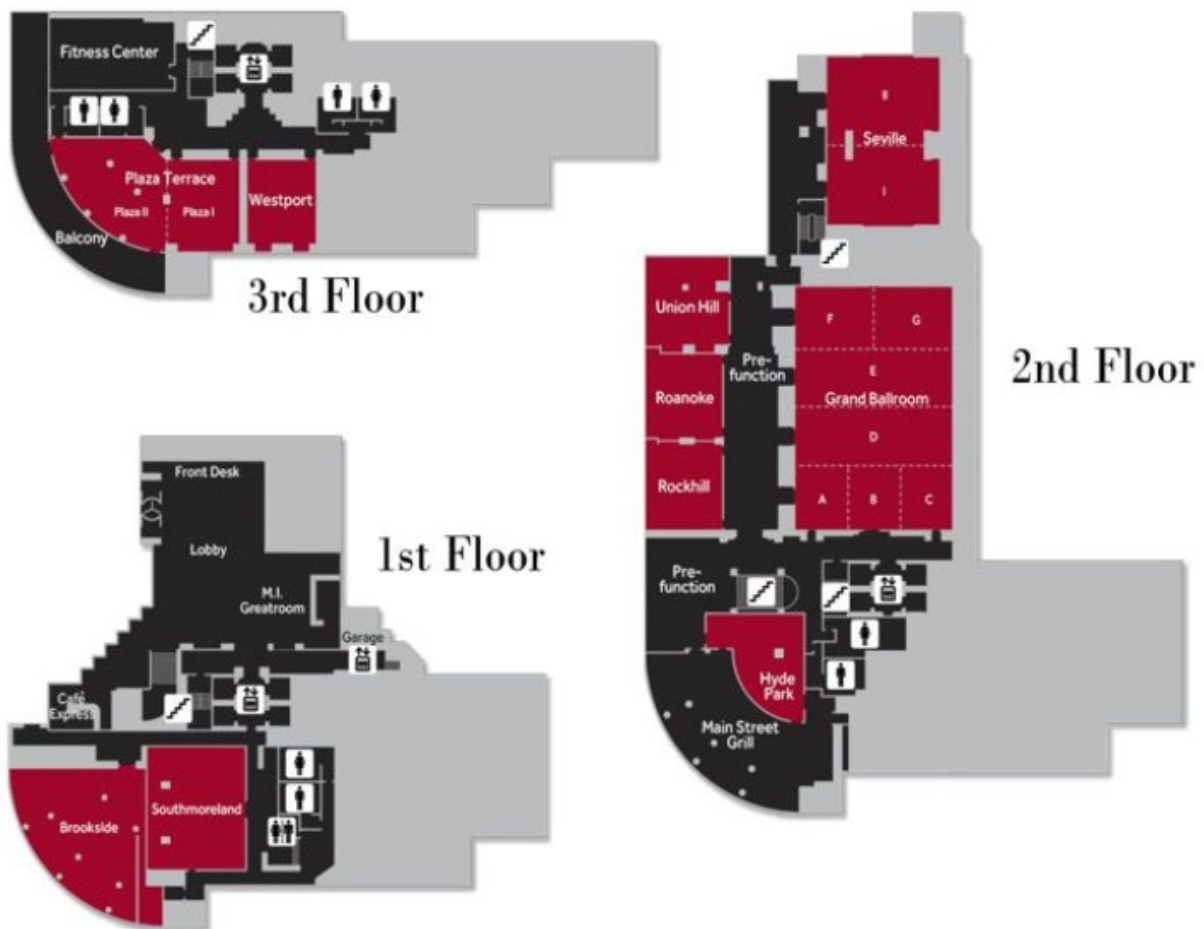 Fitness Center
Plaza Terrace
Plaza II
Plaza I
Westport
Balcony
3rd Floor
Front Desk
Lobby
1st Floor
M.I.
Greatroom
Garage
Café
Express
Southmoreland
Brookside
II
Seville
I
Union Hill
F
G
Pre-
function
E
2nd Floor
Roanoke
Grand Ballroom
D
Rockhill
A
B
C
Pre-
function
Hyde
Park
Main Street
Grill